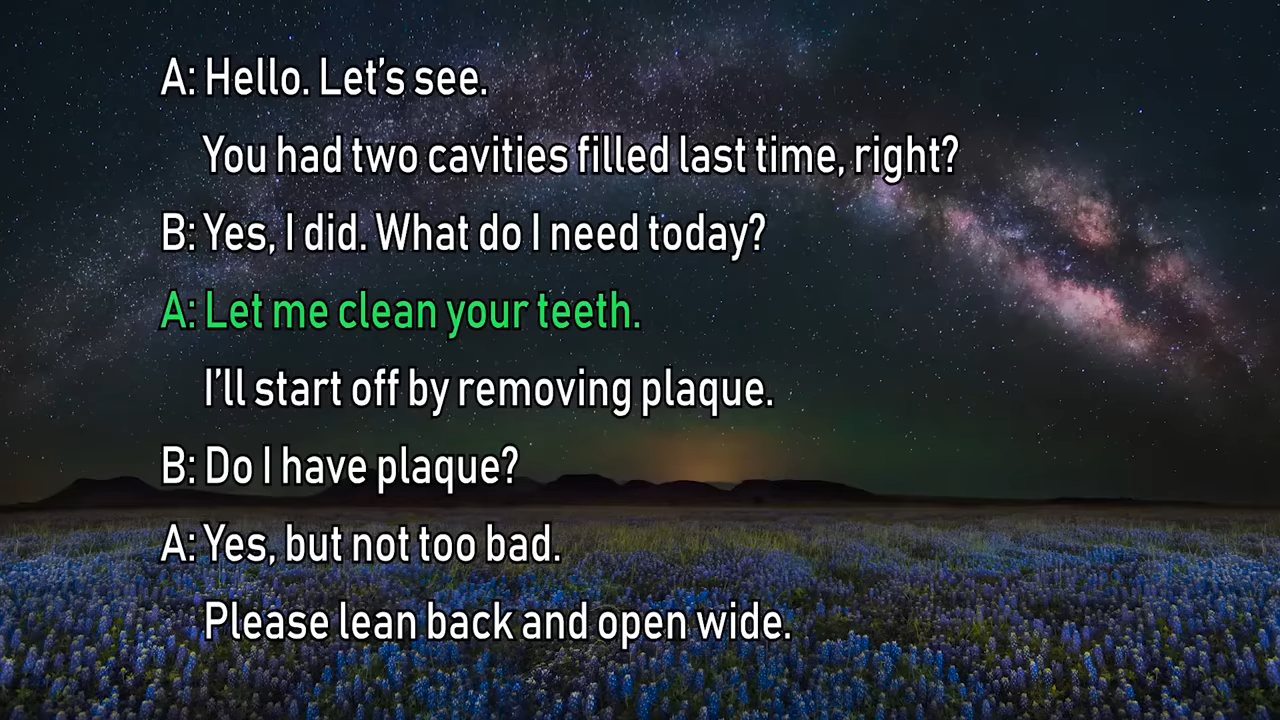 A: Hello. Let’s see.
You had two cavities filled last time, right?
B: Yes, I did. What do I need today?
A: Let me clean your teeth.
I’ll start off by removing plaque.
B: Do I have plaque?
A: Yes, but not too bad.
Please lean back and open wide.